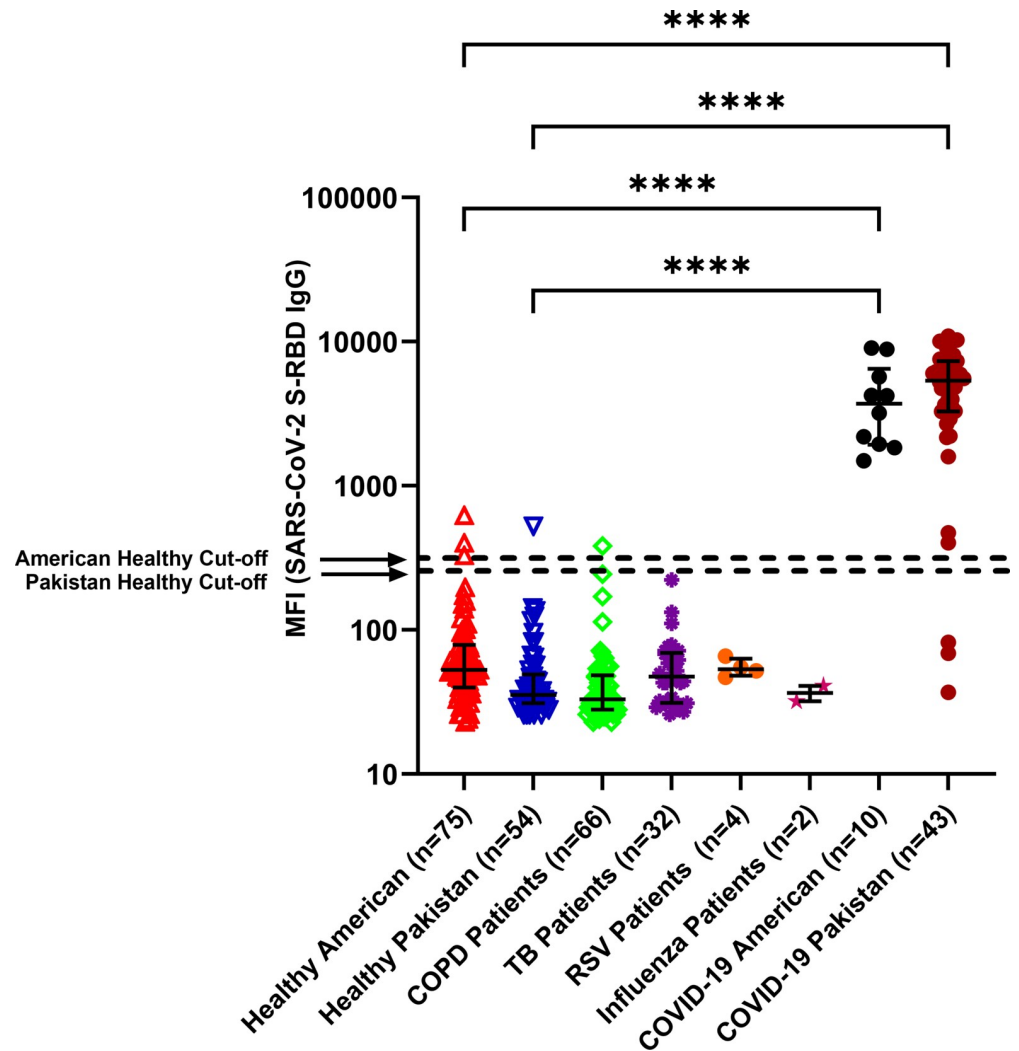 ****
****
****
****
MFI (SARS-CoV-2 S-RBD IgG)
100000
10000
1000
100
10
American Healthy Cut-off
Pakistan Healthy Cut-off
Healthy American (n=75)
Healthy Pakistan (n=54)
COPD Patients (n=66)
TB Patients (n=32)
RSV Patients  (n=4)
Influenza Patients (n=2)
COVID-19 American (n=10)
COVID-19 Pakistan (n=43)